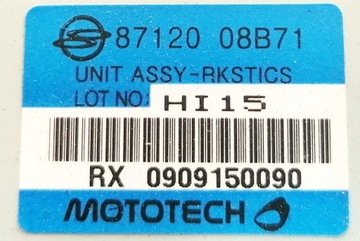 87120 08B71
UNIT ASSY-RKSTICS
LOT NO: HI15
RX 0909150090
MOTOTECH